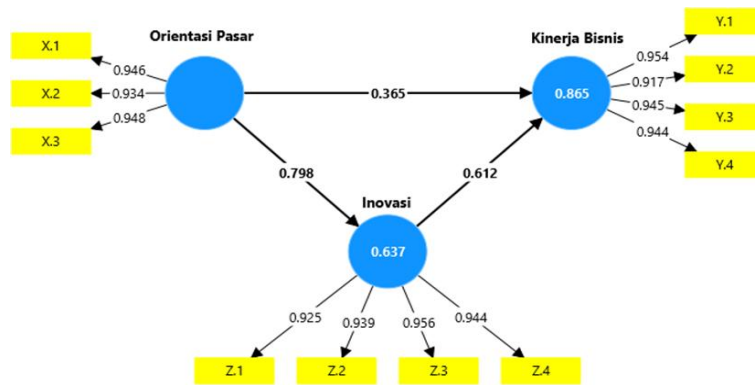 Orientasi Pasar
Kinerja Bisnis
X.1
X.2
X.3
0.946
0.934
0.948
0.365
0.865
0.954
0.917
0.945
0.944
Y.1
Y.2
Y.3
Y.4
0.798
0.612
Inovasi
0.637
0.925
0.939
0.956
0.944
Z.1
Z.2
Z.3
Z.4